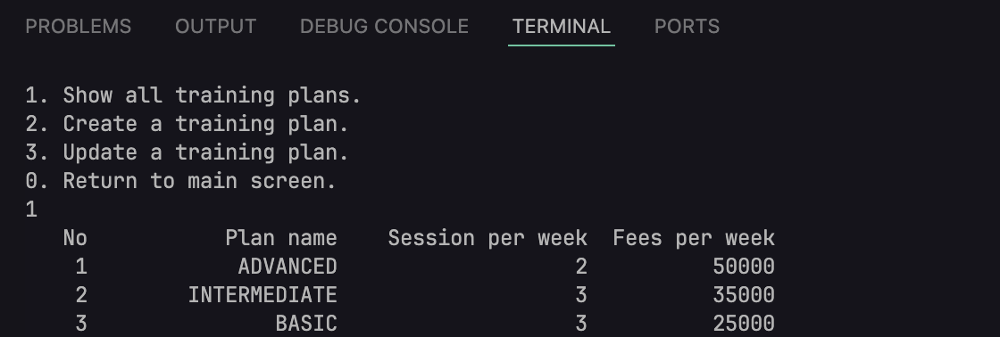 PROBLEMS OUTPUT DEBUG CONSOLE TERMINAL PORTS
1. Show all training plans.
2. Create a training plan.
3. Update a training plan.
0. Return to main screen.
1
No Plan name Session per week Fees per week
1 ADVANCED 2 50000
2 INTERMEDIATE 3 35000
3 BASIC 3 25000